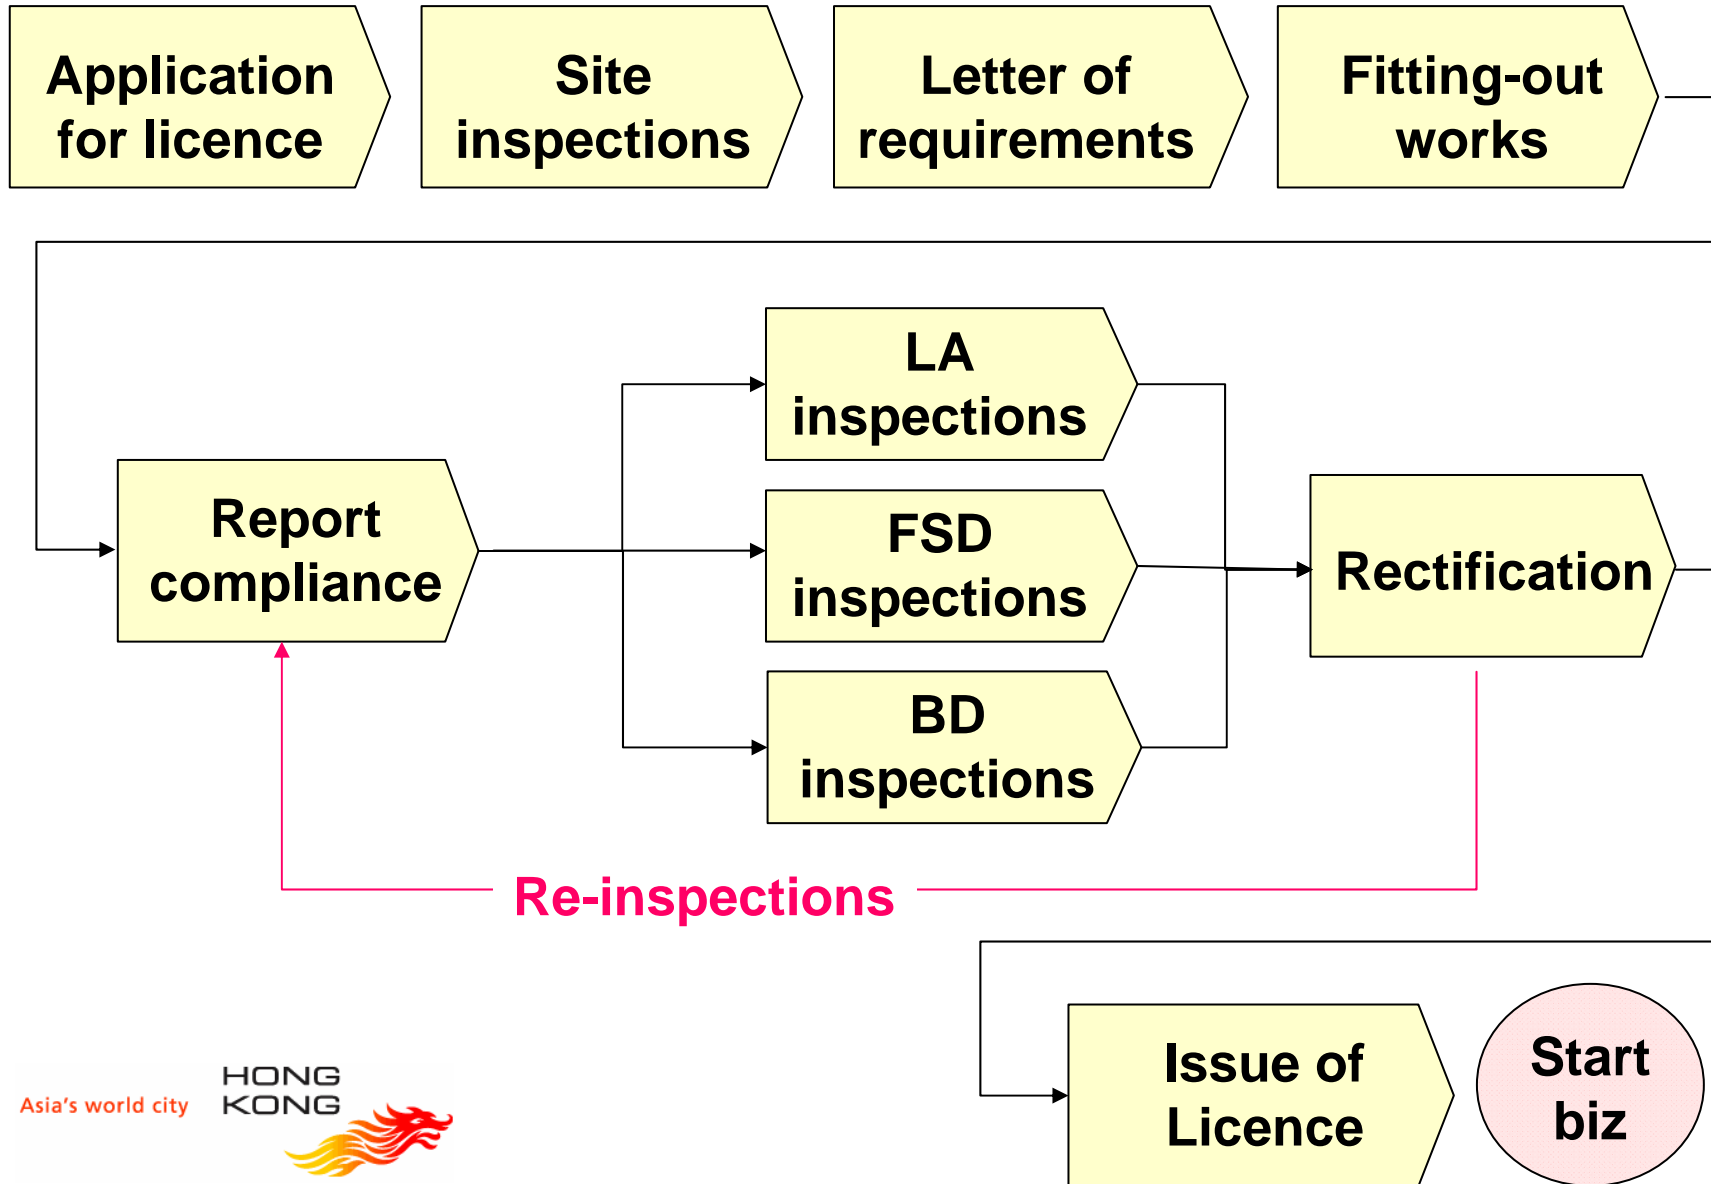 Application
for licence
Site
inspections
Letter of
requirements
Fitting-out
works
Report
compliance
LA
inspections
FSD
inspections
BD
inspections
Rectification
Re-inspections
Issue of
Licence
Start
biz
Asia's world city
HONG
KONG